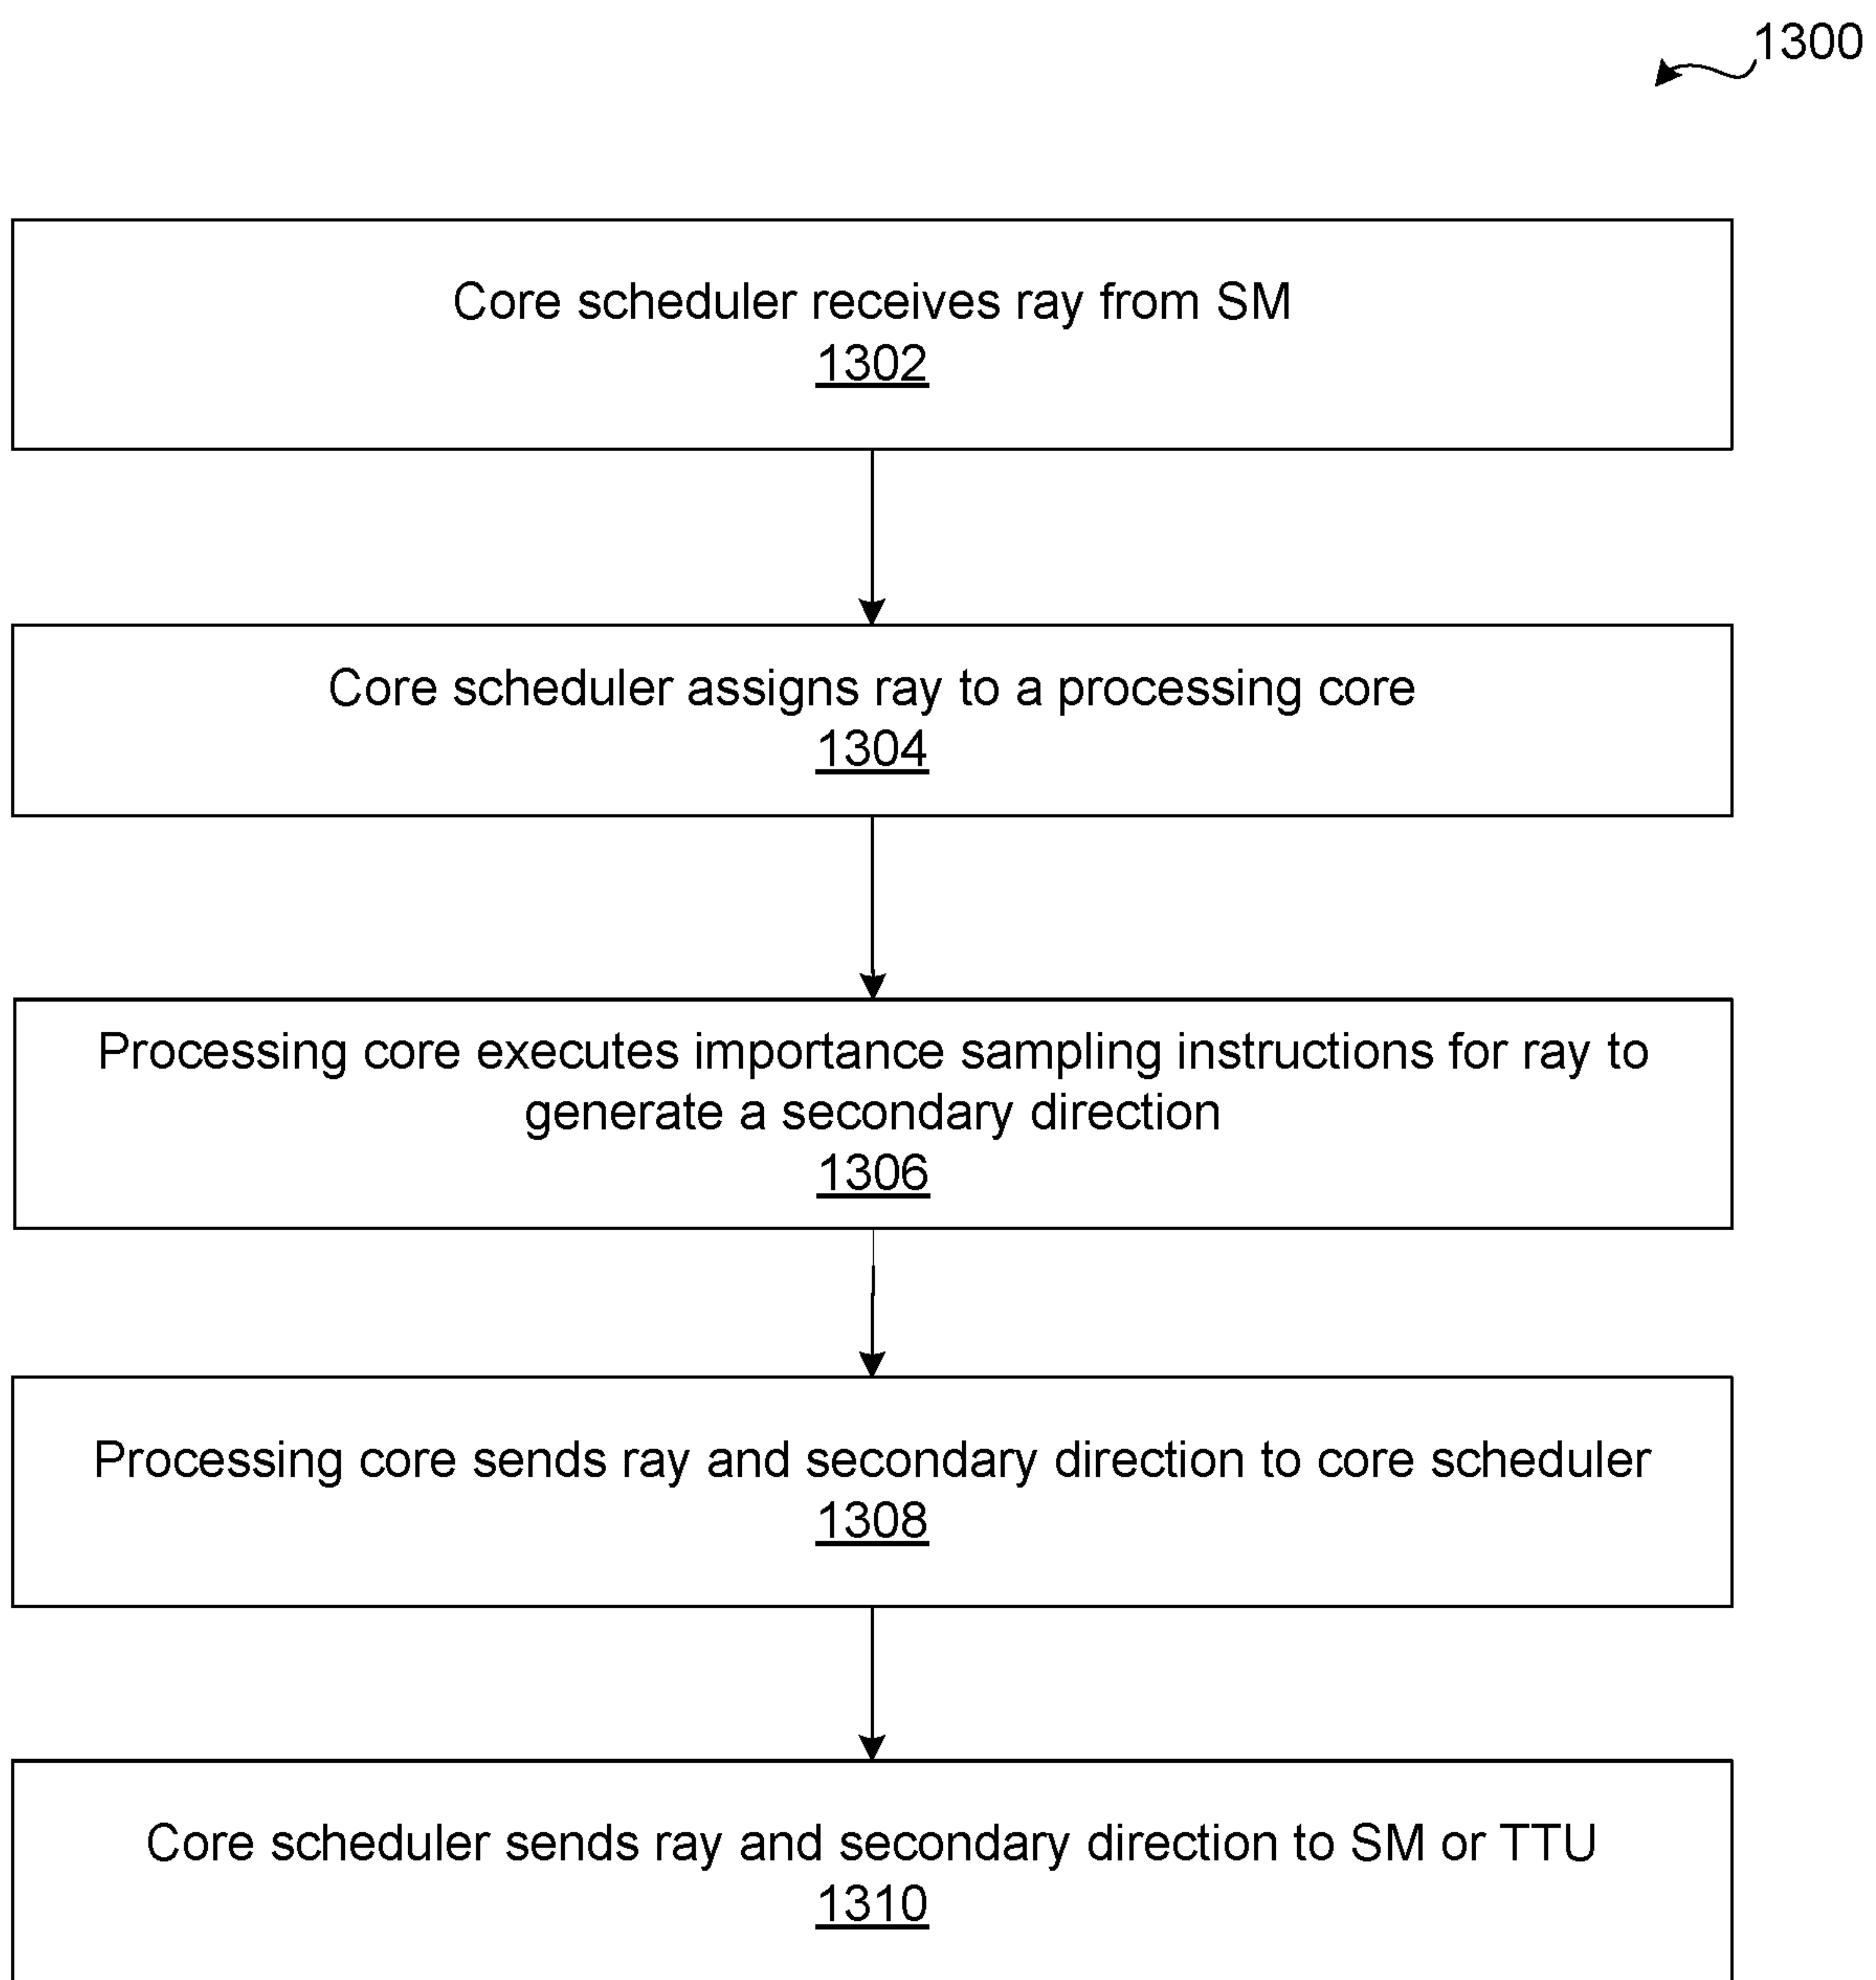 1300
Core scheduler receives ray from SM
1302
Core scheduler assigns ray to a processing core
1304
Processing core executes importance sampling instructions for ray to
generate a secondary direction
1306
Processing core sends ray and secondary direction to core scheduler
1308
Core scheduler sends ray and secondary direction to SM or TTU
1310